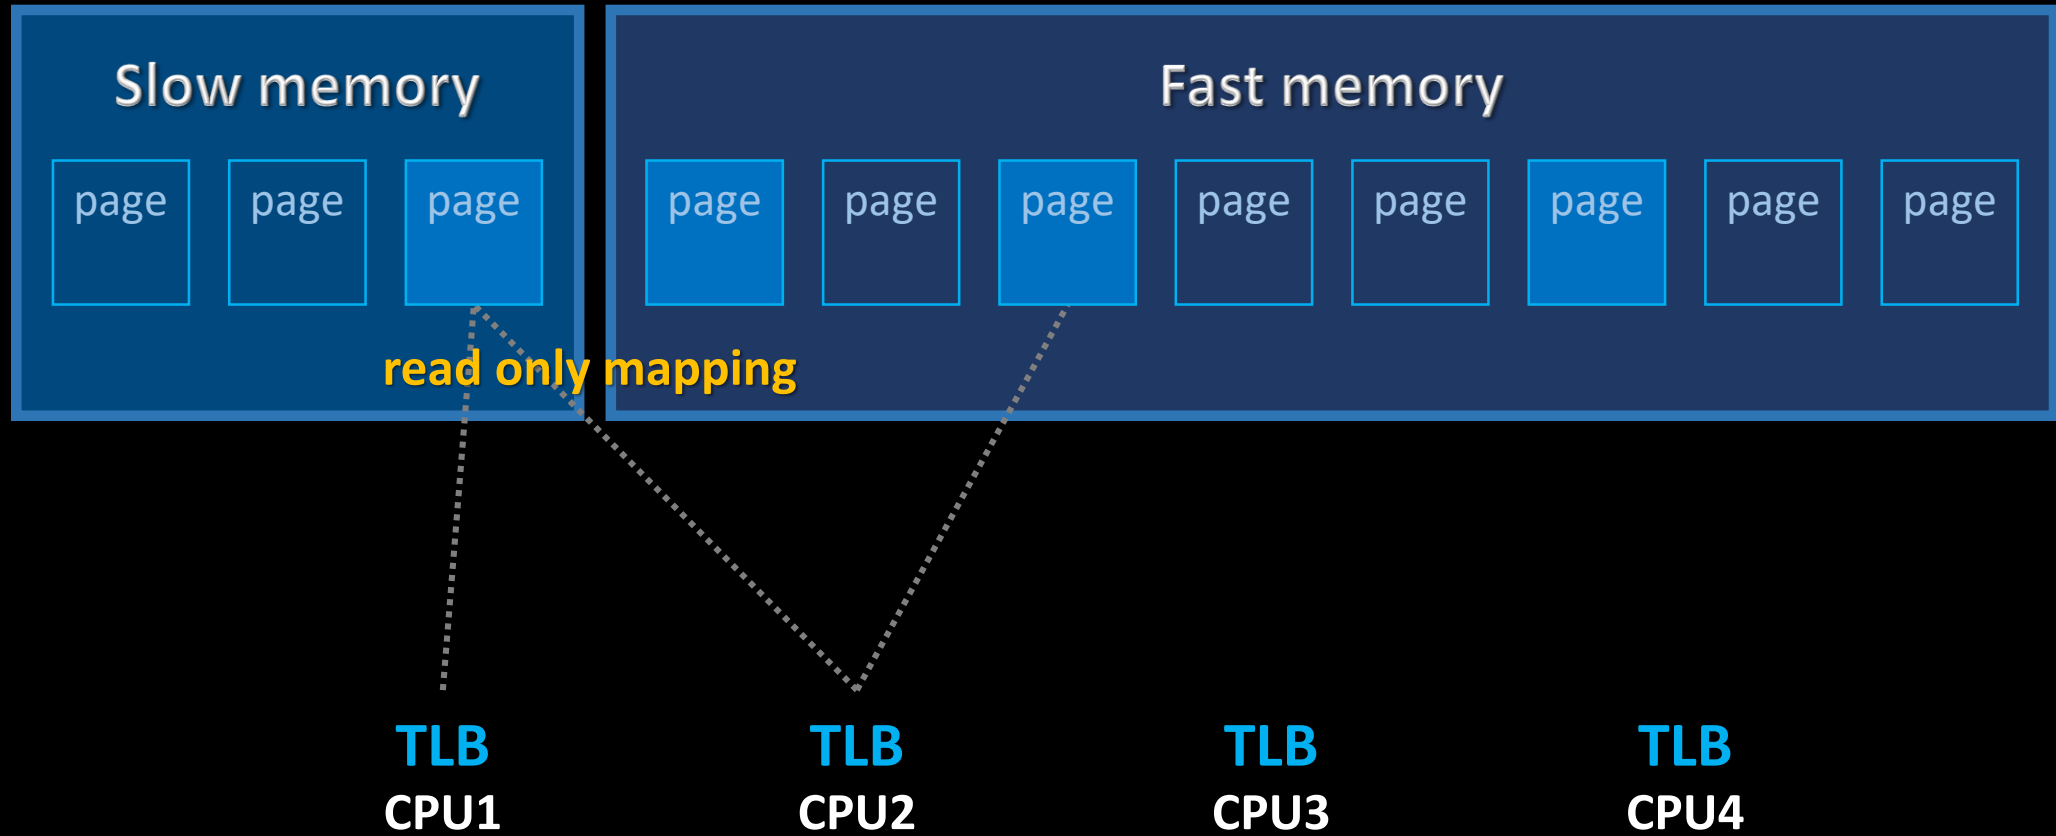 Slow memory
Fast memory
page
page
page
page
page
page
page
page
page
page
page
read only mapping
TLB
TLB
TLB
TLB
CPU1
CPU2
CPU3
CPU4